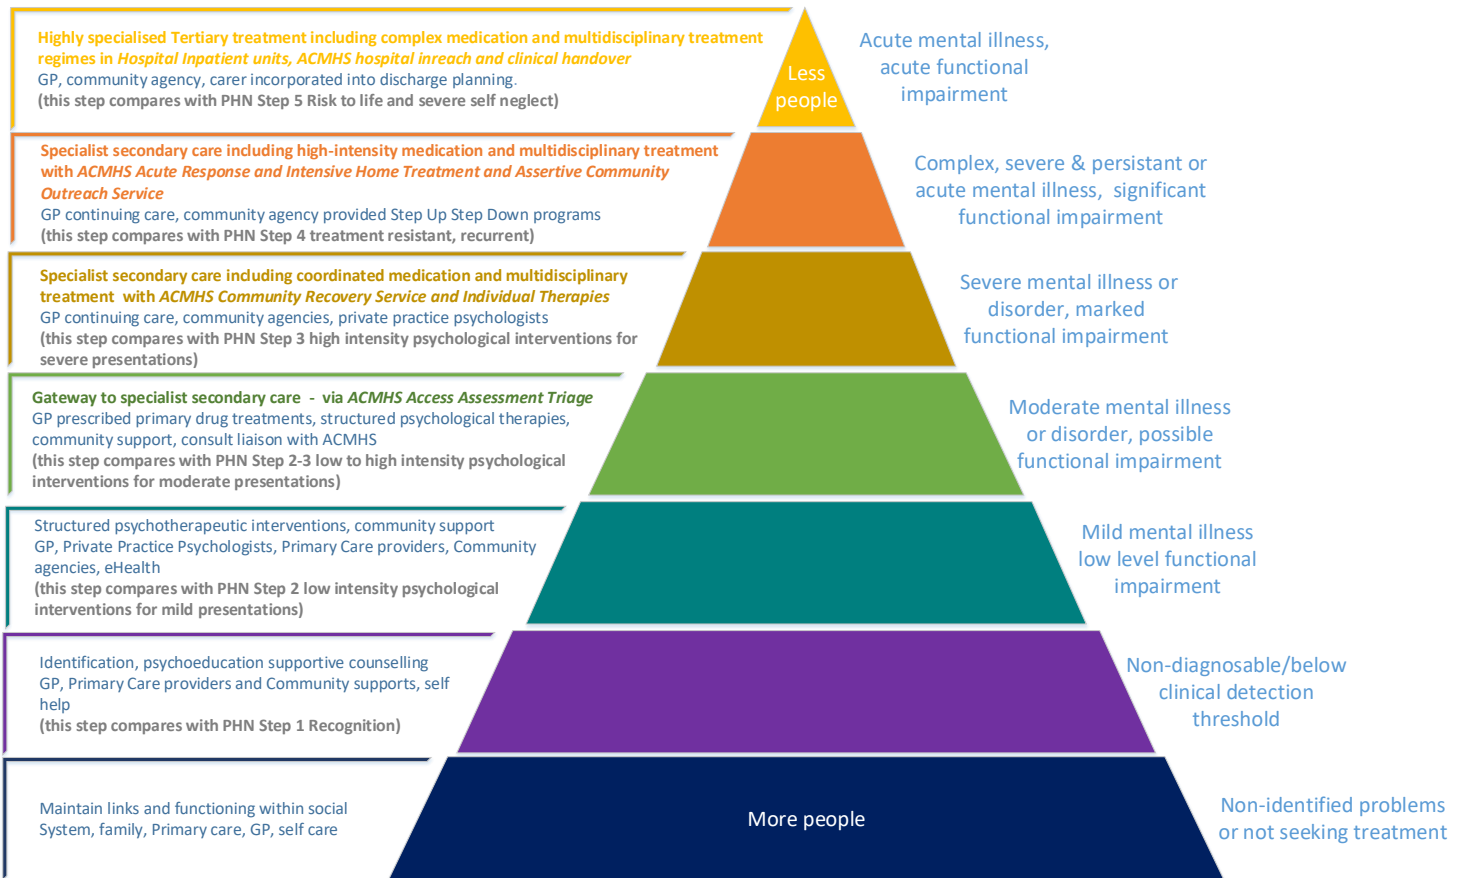 Highly specialised Tertiary treatment including complex medication and multidisciplinary treatment
regimes in Hospital Inpatient units, ACMHS hospital inreach and clinical handover
GP, community agency, carer incorporated into discharge planning.
(this step compares with PHN Step 5 Risk to life and severe self neglect)
Less
people
Acute mental illness,
acute functional
impairment
Specialist secondary care including high-intensity medication and multidisciplinary treatment
with ACMHS Acute Response and Intensive Home Treatment and Assertive Community
Outreach Service
GP continuing care, community agency provided Step Up Step Down programs
(this step compares with PHN Step 4 treatment resistant, recurrent)
Complex, severe & persistant or
acute mental illness, significant
functional impairment
Specialist secondary care including coordinated medication and multidisciplinary
treatment with ACMHS Community Recovery Service and Individual Therapies
GP continuing care, community agencies, private practice psychologists
(this step compares with PHN Step 3 high intensity psychological interventions for
severe presentations)
Severe mental illness or
disorder, marked
functional impairment
Gateway to specialist secondary care - via ACMHS Access Assessment Triage
GP prescribed primary drug treatments, structured psychological therapies,
community support, consult liaison with ACMHS
(this step compares with PHN Step 2-3 low to high intensity psychological
interventions for moderate presentations)
Moderate mental illness
or disorder, possible
functional impairment
Structured psychotherapeutic interventions, community support
GP, Private Practice Psychologists, Primary Care providers, Community
agencies, eHealth
(this step compares with PHN Step 2 low intensity psychological
interventions for mild presentations)
Mild mental illness
low level functional
impairment
Identification, psychoeducation supportive counselling
GP, Primary Care providers and Community supports, self
help
(this step compares with PHN Step 1 Recognition)
Non-diagnosable/below
clinical detection
threshold
Maintain links and functioning within social
System, family, Primary care, GP, self care
More people
Non-identified problems
or not seeking treatment